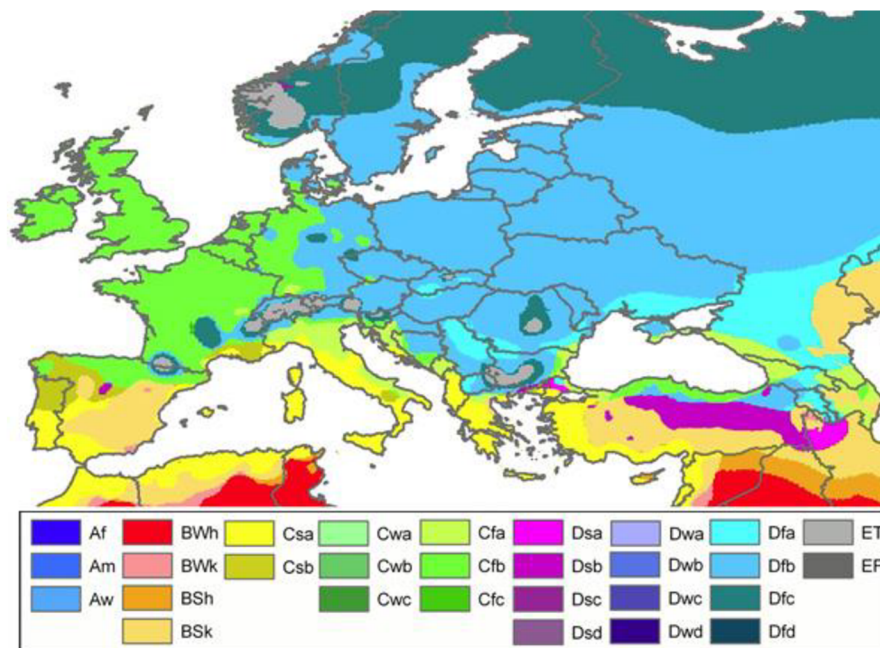 Af BWh Csa Cwa Cfa Dsa Dwa Dfa ET
Am BWk Csb Cwb Cfb Dsb Dwb Dfb EF
Aw BSh Cwc Cfc Dsc Dwc Dfc
BSk Dsd Dwd Dfd